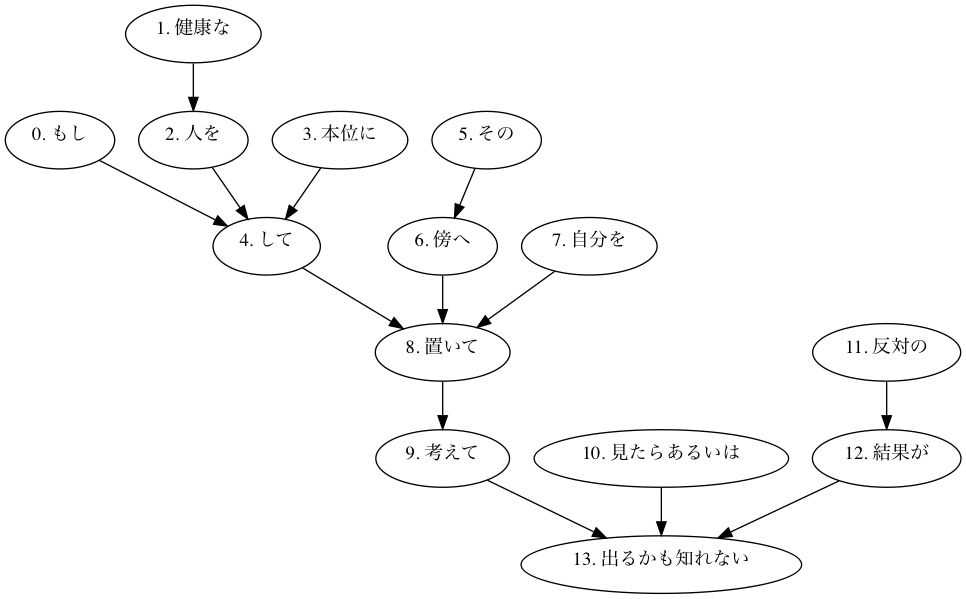 1. 健康な
0. もし
2. 人を
3. 本位に
5. その
4. して
6. 傍へ
7. 自分を
8. 置いて
11. 反対の
9. 考えて
10. 見たらあるいは
12. 結果が
13. 出るかも知れない